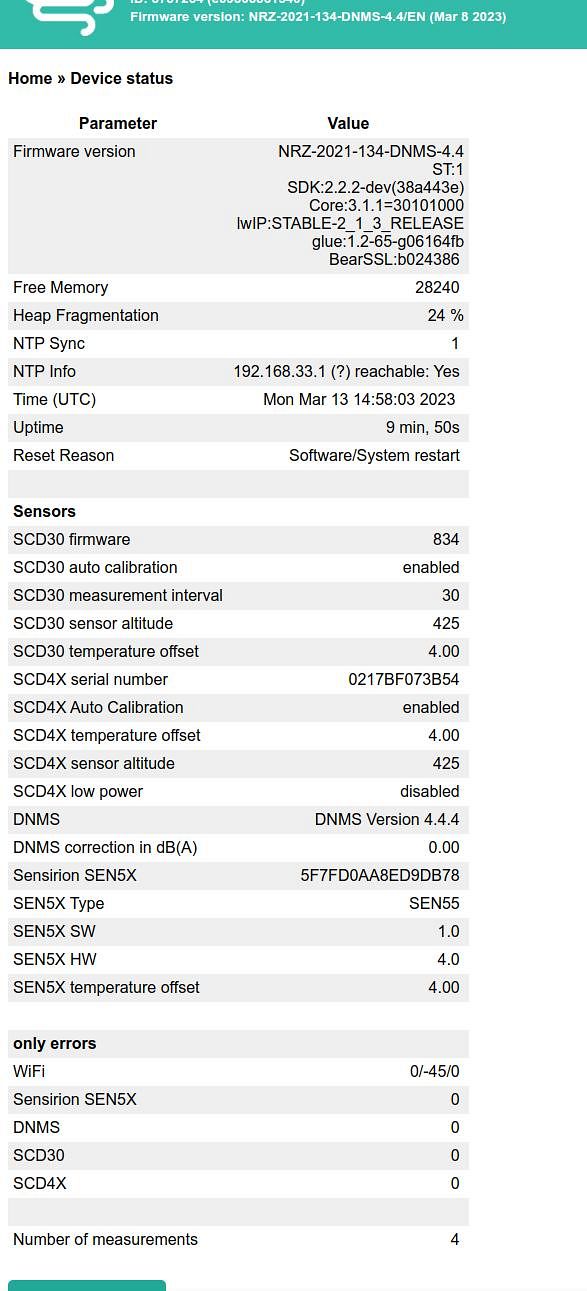 Firmware version: NRZ-2021-134-DNMS-4.4/EN (Mar 8 2023)
Home » Device status
Parameter Value
Firmware version NRZ-2021-134-DNMS-4.4
ST:1
SDK:2.2.2-dev(38a443e)
Core:3.1.1=30101000
lwIP:STABLE-2_1_3_RELEASE
glue:1.2-65-g06164fb
BearSSL:b024386
Free Memory 28240
Heap Fragmentation 24 %
NTP Sync 1
NTP Info 192.168.33.1 (?) reachable: Yes
Time (UTC) Mon Mar 13 14:58:03 2023
Uptime 9 min, 50s
Reset Reason Software/System restart
Sensors
SCD30 firmware 834
SCD30 auto calibration enabled
SCD30 measurement interval 30
SCD30 sensor altitude 425
SCD30 temperature offset 4.00
SCD4X serial number 0217BF073B54
SCD4X Auto Calibration enabled
SCD4X temperature offset 4.00
SCD4X sensor altitude 425
SCD4X low power disabled
DNMS DNMS Version 4.4.4
DNMS correction in dB(A) 0.00
Sensirion SEN5X 5F7FD0AA8ED9DB78
SEN5X Type SEN55
SEN5X SW 1.0
SEN5X HW 4.0
SEN5X temperature offset 4.00
only errors
WiFi 0/-45/0
Sensirion SEN5X 0
DNMS 0
SCD30 0
SCD4X 0
Number of measurements 4